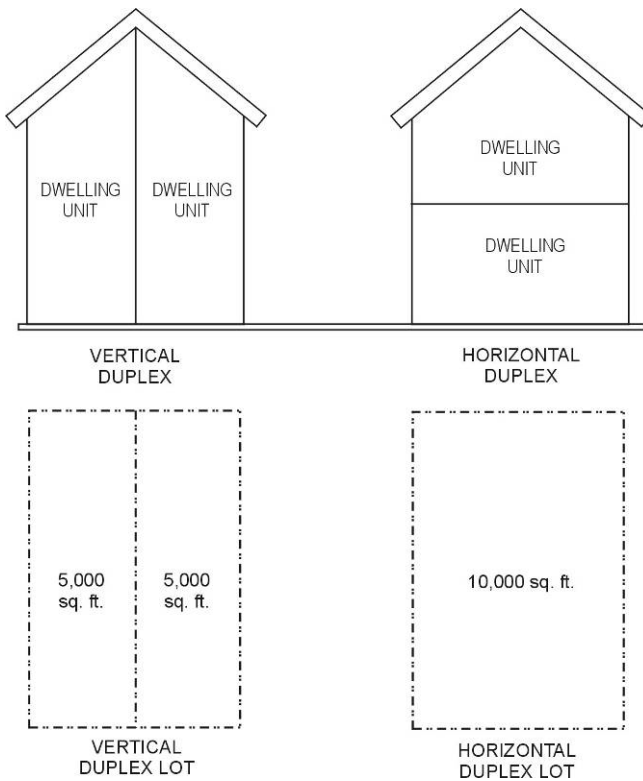 DWELLING
UNIT
DWELLING
UNIT
DWELLING
UNIT
DWELLING
UNIT
VERTICAL
DUPLEX
HORIZONTAL
DUPLEX
5,000
sq. ft.
5,000
sq. ft.
10,000 sq. ft.
VERTICAL
DUPLEX LOT
HORIZONTAL
DUPLEX LOT